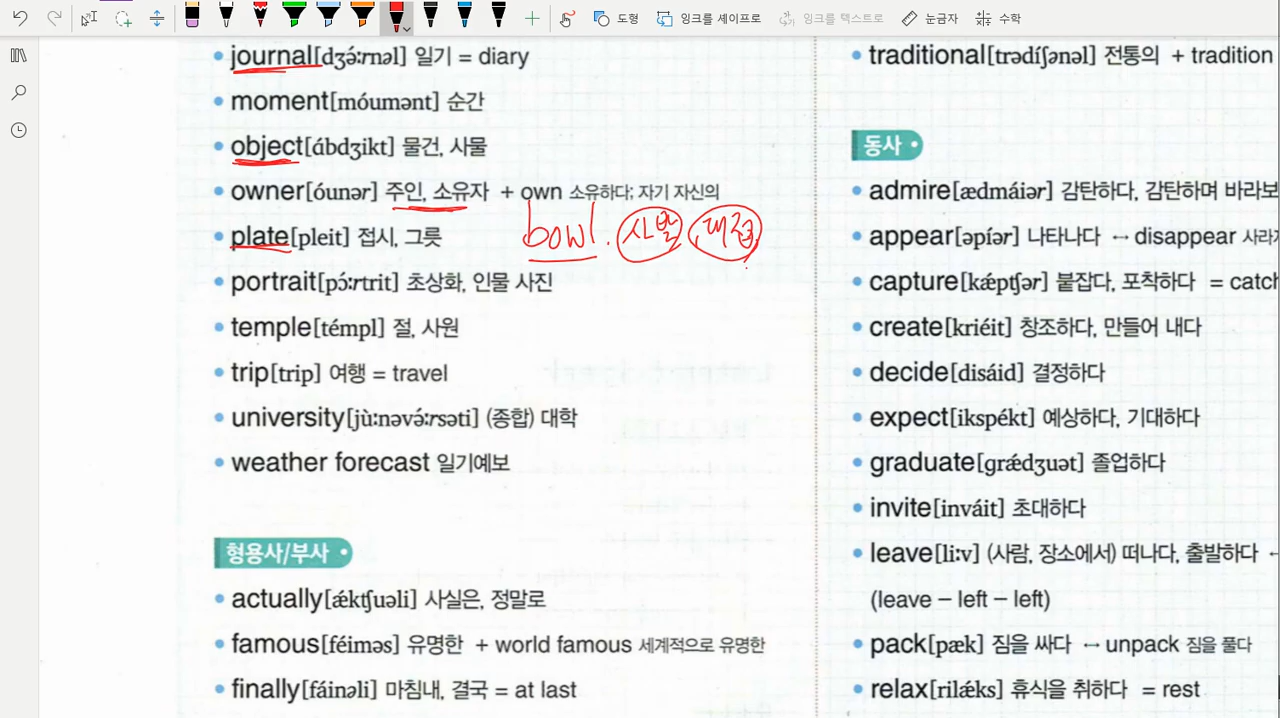 도형
잉크를 셰이프로
잉크를 텍스트로
눈금자
수학
journal[dʒə́ːrnəl] 일기 = diary
moment[móumənt] 순간
object[ábdʒikt] 물건, 사물
owner[óunər] 주인, 소유자 + own 소유하다; 자기 자신의
plate[pleit] 접시, 그릇
bowl. 사발, 대접
portrait[pɔ́ːrtrit] 초상화, 인물 사진
temple[témpl] 절, 사원
trip[trip] 여행 = travel
university[jùːnəvə́ːrsəti] (종합) 대학
weather forecast 일기예보
형용사/부사
actually[ǽktʃuəli] 사실은, 정말로
famous[féiməs] 유명한 + world famous 세계적으로 유명한
finally[fáinəli] 마침내, 결국 = at last
traditional[trədíʃənəl] 전통의 + tradition
동사
admire[ædmáiər] 감탄하다, 감탄하며 바라보
appear[əpíər] 나타나다 ↔ disappear 사라
capture[kǽptʃər] 붙잡다, 포착하다 = catch
create[kriéit] 창조하다, 만들어 내다
decide[disáid] 결정하다
expect[ikspékt] 예상하다, 기대하다
graduate[grǽdʒuət] 졸업하다
invite[inváit] 초대하다
leave[liːv] (사람, 장소에서) 떠나다, 출발하다
(leave – left – left)
pack[pæk] 짐을 싸다 ↔ unpack 짐을 풀다
relax[rilǽks] 휴식을 취하다 = rest